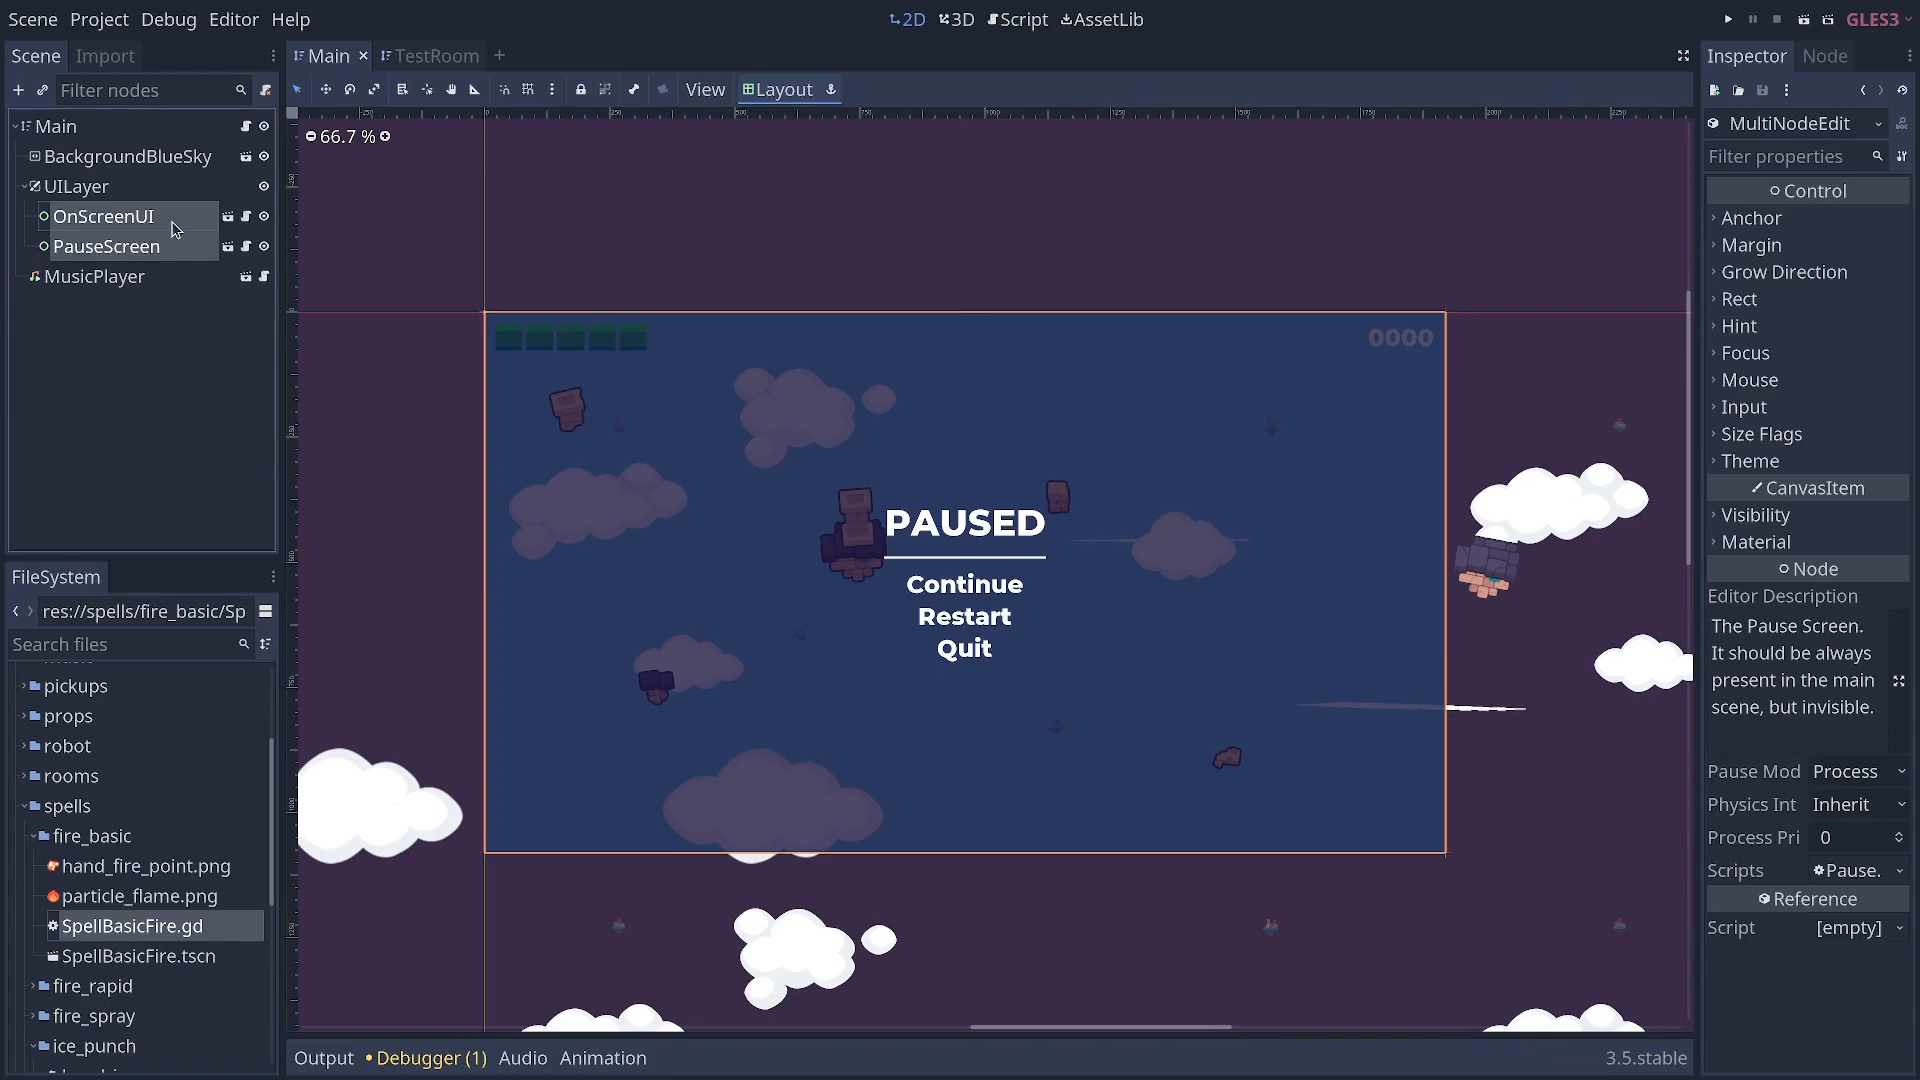 Scene Project Debug Editor Help
2D 3D Script AssetLib
GLES3
Scene Import
Main TestRoom
Inspector Node
Filter nodes
View Layout
Main
BackgroundBlueSky
UILayer
OnScreenUI
PauseScreen
MusicPlayer
66.7 %
0000
PAUSED
Continue
Restart
Quit
FileSystem
res://spells/fire_basic/Sp
Search files
pickups
props
robot
rooms
spells
fire_basic
hand_fire_point.png
particle_flame.png
SpellBasicFire.gd
SpellBasicFire.tscn
fire_rapid
fire_spray
ice_punch
Output Debugger (1) Audio Animation
3.5.stable
MultiNodeEdit
Filter properties
Control
Anchor
Margin
Grow Direction
Rect
Hint
Focus
Mouse
Input
Size Flags
Theme
CanvasItem
Visibility
Material
Node
Editor Description
The Pause Screen.
It should be always
present in the main
scene, but invisible.
Pause Mod Process
Physics Int Inherit
Process Pri 0
Scripts Pause.
Reference
Script [empty]